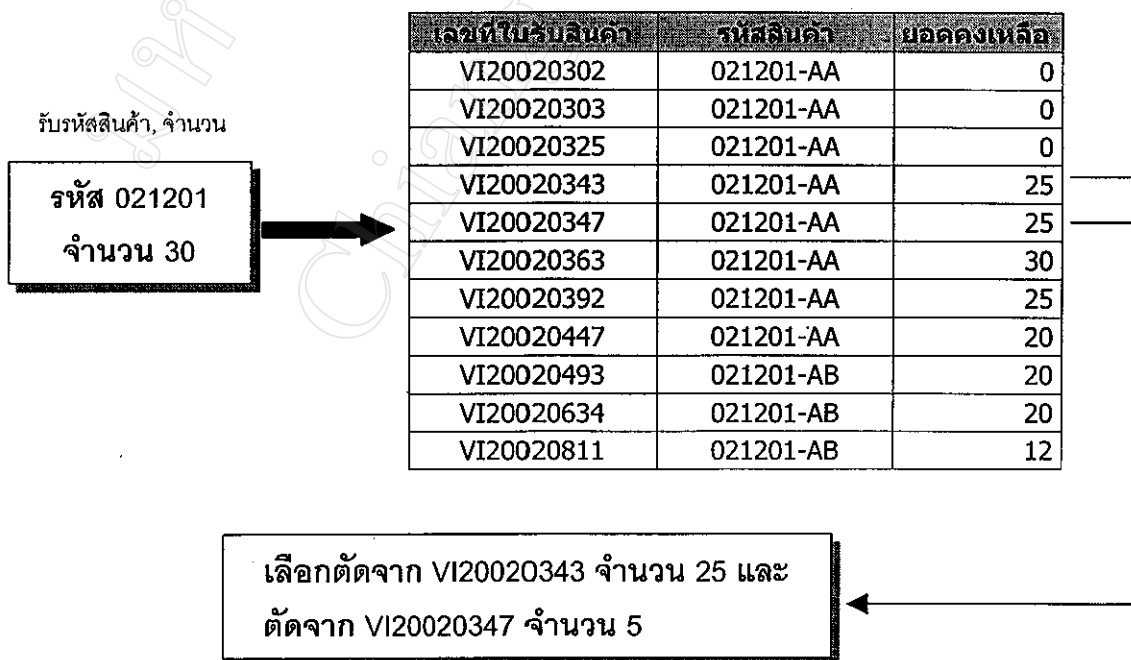 เลขที่ใบรับสินค้า รหัสสินค้า ยอดคงเหลือ
VI20020302 021201-AA 0
VI20020303 021201-AA 0
VI20020325 021201-AA 0
VI20020343 021201-AA 25
VI20020347 021201-AA 25
VI20020363 021201-AA 30
VI20020392 021201-AA 25
VI20020447 021201-AA 20
VI20020493 021201-AB 20
VI20020634 021201-AB 20
VI20020811 021201-AB 12
รับรหัสสินค้า, จำนวน
รหัส 021201
จำนวน 30
เลือกตัดจาก VI20020343 จำนวน 25 และ
ตัดจาก VI20020347 จำนวน 5